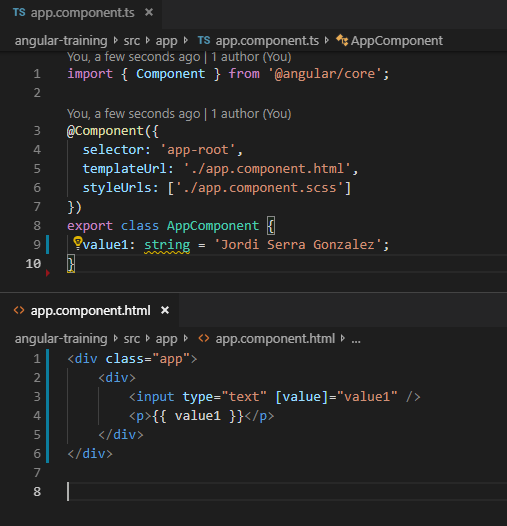 TS app.component.ts ×
angular-training > src > app > TS app.component.ts > AppComponent
You, a few seconds ago | 1 author (You)
1 import { Component } from '@angular/core';
2
You, a few seconds ago | 1 author (You)
3 @Component({
4   selector: 'app-root',
5   templateUrl: './app.component.html',
6   styleUrls: ['./app.component.scss']
7 })
8 export class AppComponent {
9   value1: string = 'Jordi Serra Gonzalez';
10 }
<> app.component.html ×
angular-training > src > app > <> app.component.html > ...
1 <div class="app">
2     <div>
3         <input type="text" [value]="value1" />
4         <p>{{ value1 }}</p>
5     </div>
6 </div>
7
8